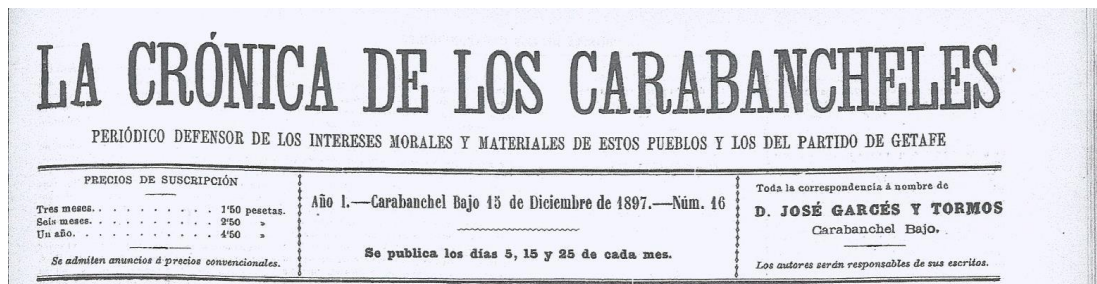 LA CRÓNICA DE LOS CARABANCHELES
PERIÓDICO DEFENSOR DE LOS INTERESES MORALES Y MATERIALES DE ESTOS PUEBLOS Y LOS DEL PARTIDO DE GETAFE
PRECIOS DE SUSCRIPCIÓN
Tres meses. . . . . . . . . . 1'50 pesetas.
Seis meses. . . . . . . . . . 2'50 »
Un año. . . . . . . . . . . 4'50 »
Se admiten anuncios á precios convencionales.
Año I.—Carabanchel Bajo 15 de Diciembre de 1897.—Núm. 16
Se publica los días 5, 15 y 25 de cada mes.
Toda la correspondencia á nombre de
D. JOSÉ GARCÉS Y TORMOS
Carabanchel Bajo.
Los autores serán responsables de sus escritos.